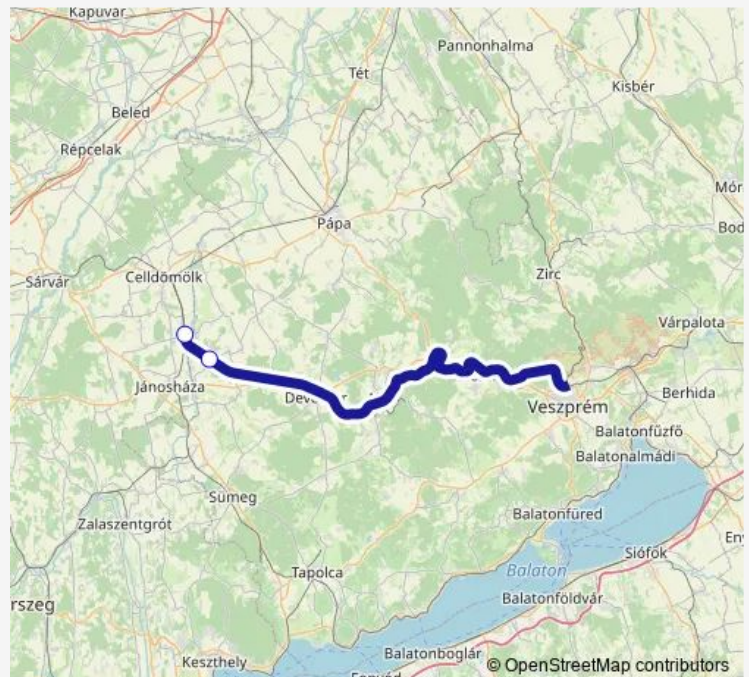 Kapuvár
Pannonhalma
Tét
Kisbér
Beled
Répcelak
Mór
Pápa
Bod
Zirc
Celldömölk
Sárvár
Várpalota
Jánosháza
Berhida
Veszprém
Balatonfűzfő
Balatonalmádi
Sümeg
Zalaszentgrót
Balatonfüred
Siófok
Tapolca
Balaton
Balatonföldvár
rszeg
Balatonboglár
Keszthely
© OpenStreetMap contributors